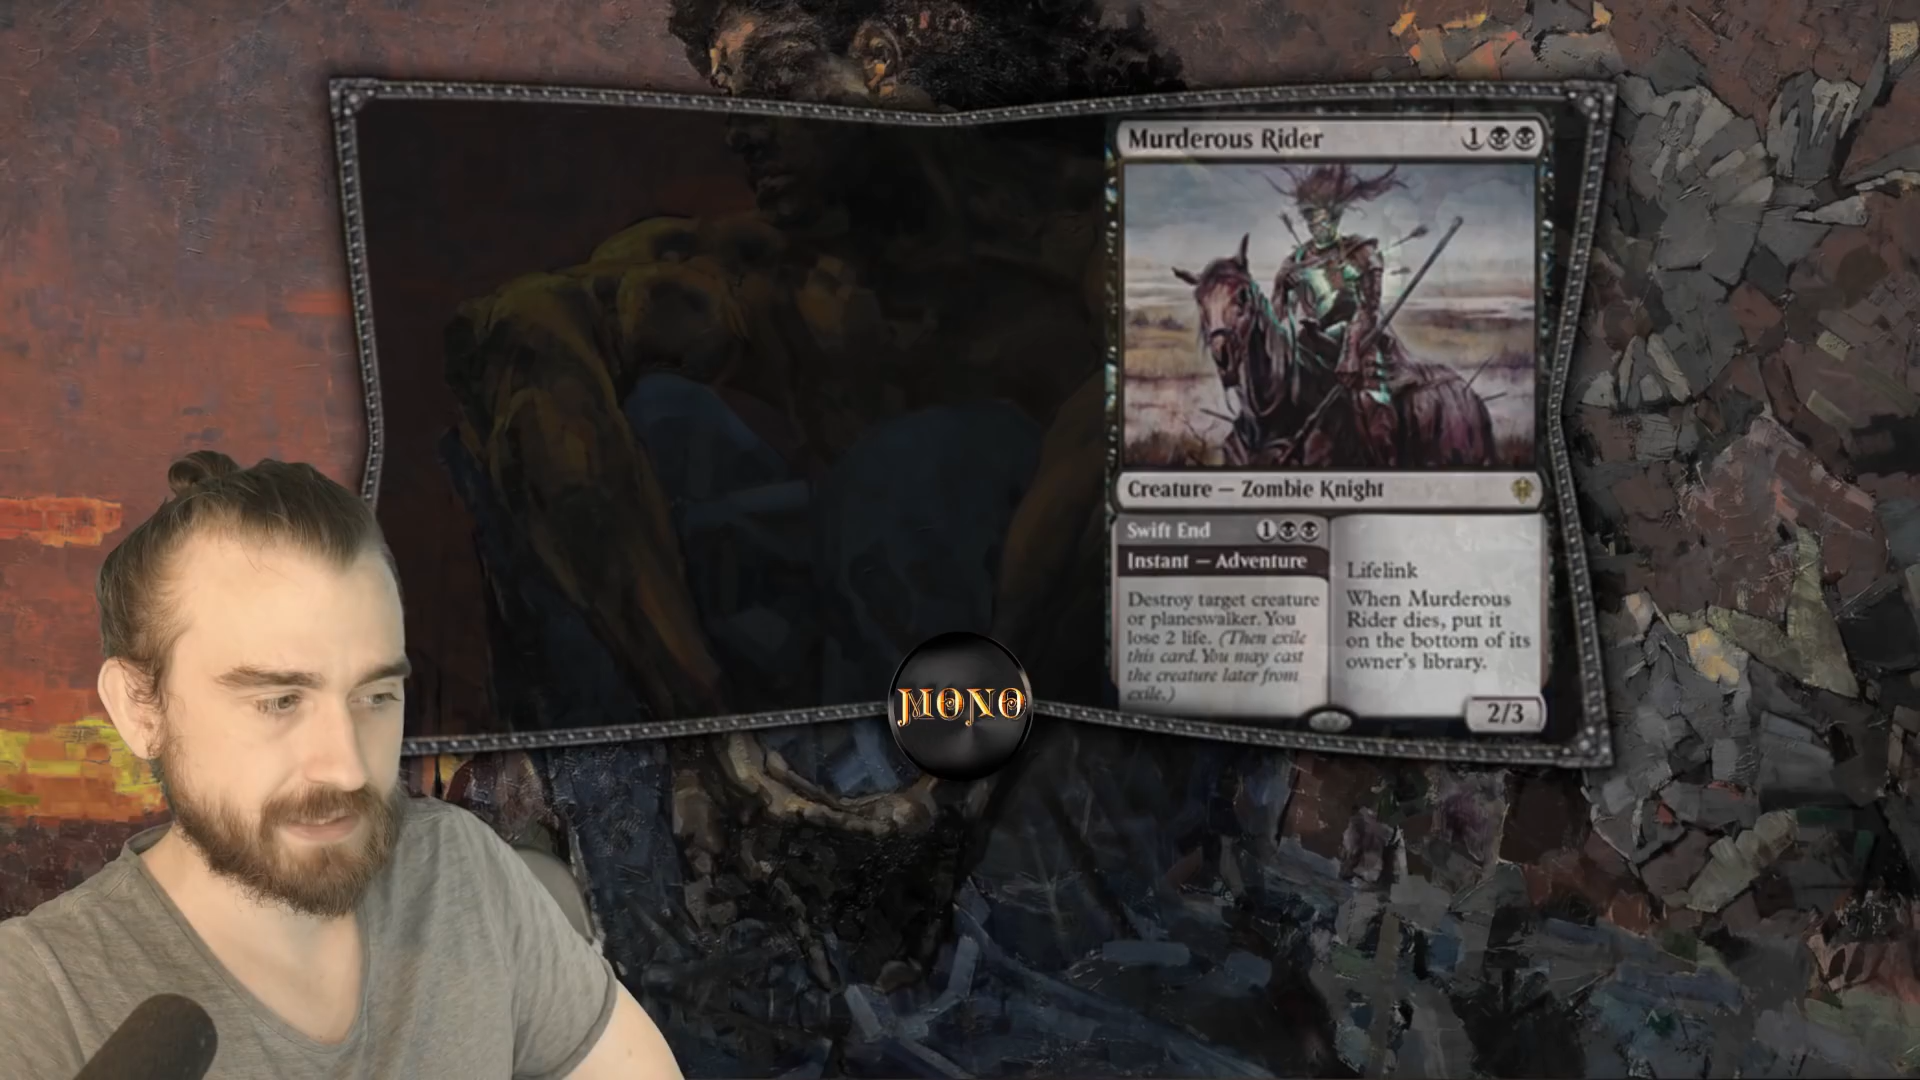 Murderous Rider 1
Creature — Zombie Knight
Swift End 1
Instant — Adventure
Destroy target creature
or planeswalker. You
lose 2 life. (Then exile
this card. You may cast
the creature later from
exile.)
Lifelink
When Murderous
Rider dies, put it
on the bottom of its
owner's library.
2/3
MONO